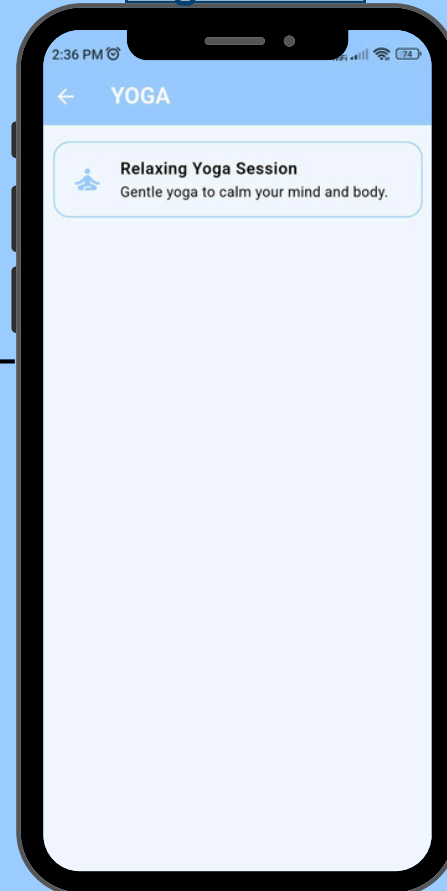 2:36 PM
74
YOGA
Relaxing Yoga Session
Gentle yoga to calm your mind and body.